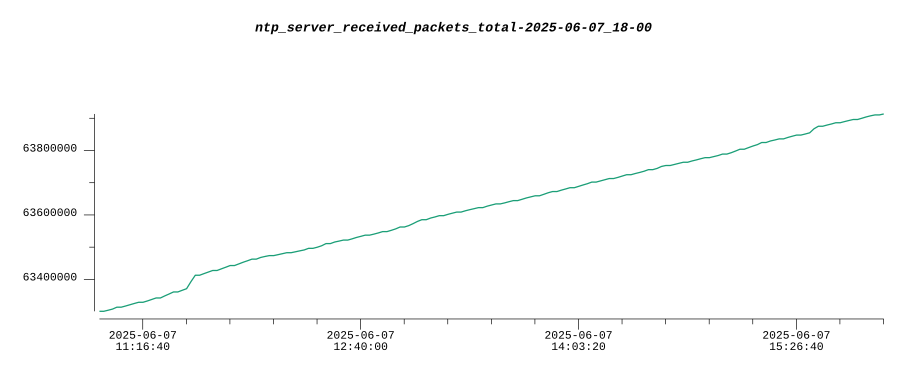 ntp_server_received_packets_total-2025-06-07_18-00
63800000
63600000
63400000
2025-06-07 2025-06-07 2025-06-07 2025-06-07
11:16:40 12:40:00 14:03:20 15:26:40